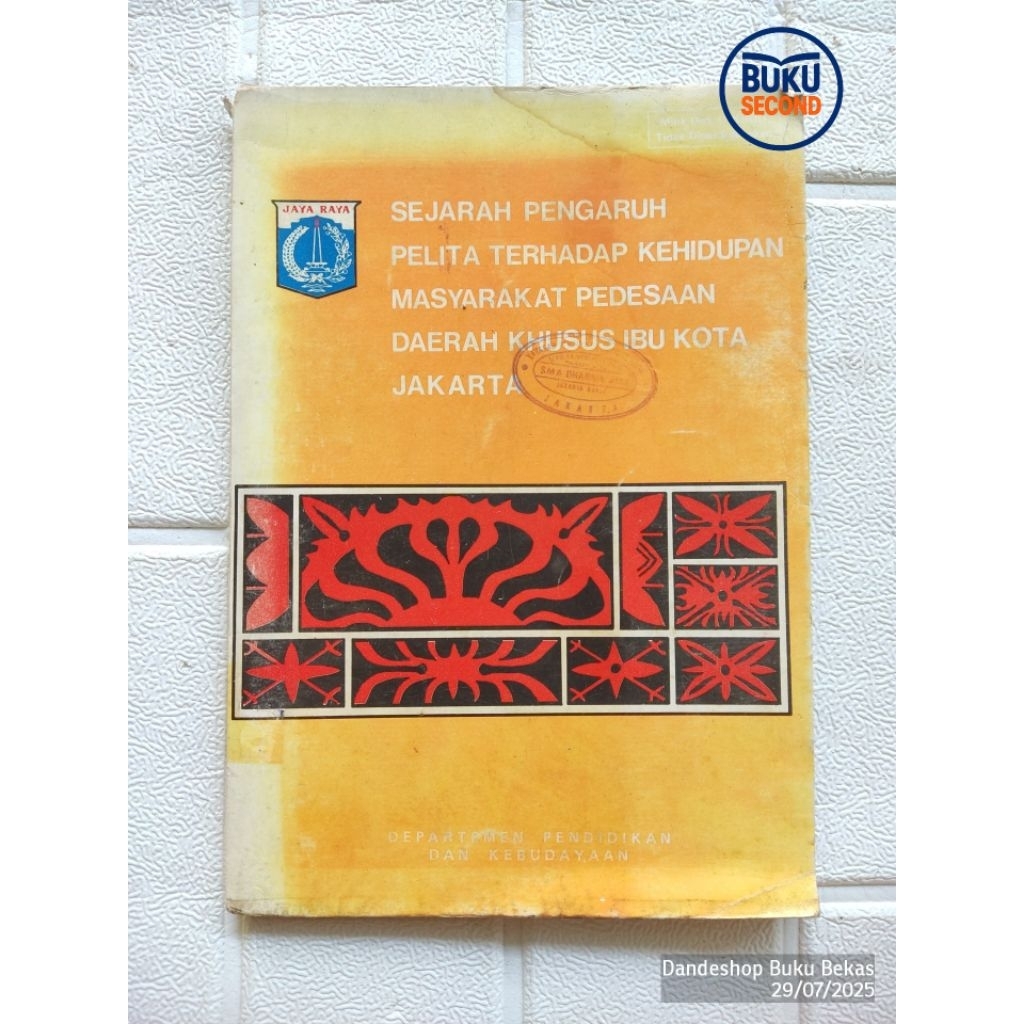 BUKU
SECOND
JAYA RAYA
SEJARAH PENGARUH
PELITA TERHADAP KEHIDUPAN
MASYARAKAT PEDESAAN
DAERAH KHUSUS IBU KOTA
JAKARTA
SMA
JAKARTA
DEPARTEMEN PENDIDIKAN
DAN KEBUDAYAAN
Dandeshop Buku Bekas
29/07/2025